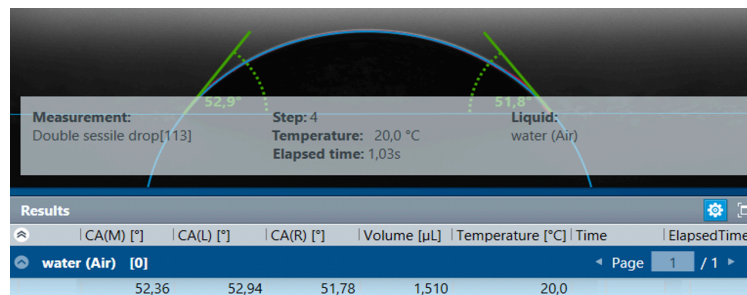 52,9° 51,8°
Measurement: Step: 4 Liquid:
Double sessile drop[113] Temperature: 20,0 °C water (Air)
Elapsed time: 1,03s
Results
CA(M) [°] CA(L) [°] CA(R) [°] Volume [µL] Temperature [°C] Time ElapsedTime
water (Air) [0] Page 1 / 1
52,36 52,94 51,78 1,510 20,0